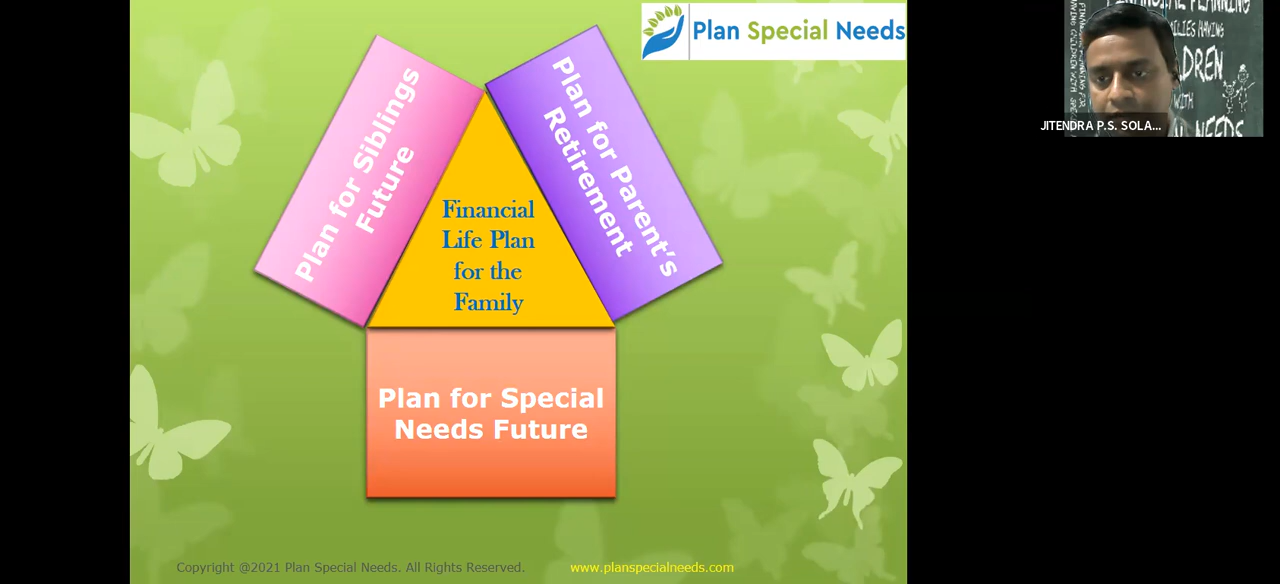 Plan Special Needs
Plan for Siblings
Future
Plan for Parent's
Retirement
Financial
Life Plan
for the
Family
Plan for Special
Needs Future
Copyright @2021 Plan Special Needs. All Rights Reserved.
www.planspecialneeds.com
JITENDRA P.S. SOLA...
WITH